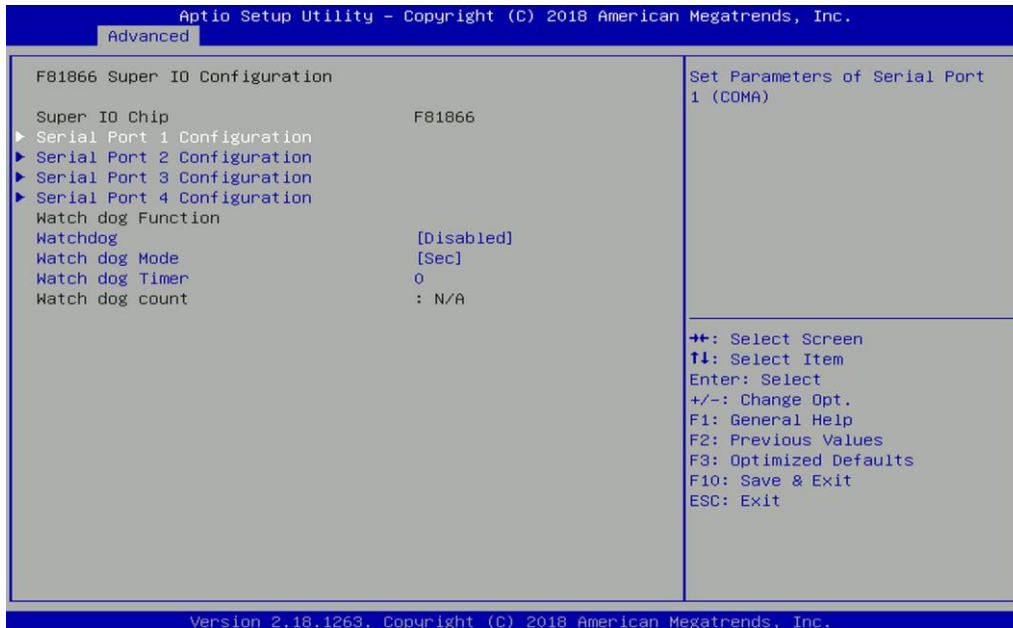 Aptio Setup Utility – Copyright (C) 2018 American Megatrends, Inc.
Advanced
F81866 Super IO Configuration
Super IO Chip F81866
Serial Port 1 Configuration
Serial Port 2 Configuration
Serial Port 3 Configuration
Serial Port 4 Configuration
Watch dog Function
Watchdog [Disabled]
Watch dog Mode [Sec]
Watch dog Timer 0
Watch dog count : N/A
Set Parameters of Serial Port
1 (COMA)
→←: Select Screen
↑↓: Select Item
Enter: Select
+/-: Change Opt.
F1: General Help
F2: Previous Values
F3: Optimized Defaults
F10: Save & Exit
ESC: Exit
Version 2.18.1263. Copyright (C) 2018 American Megatrends, Inc.